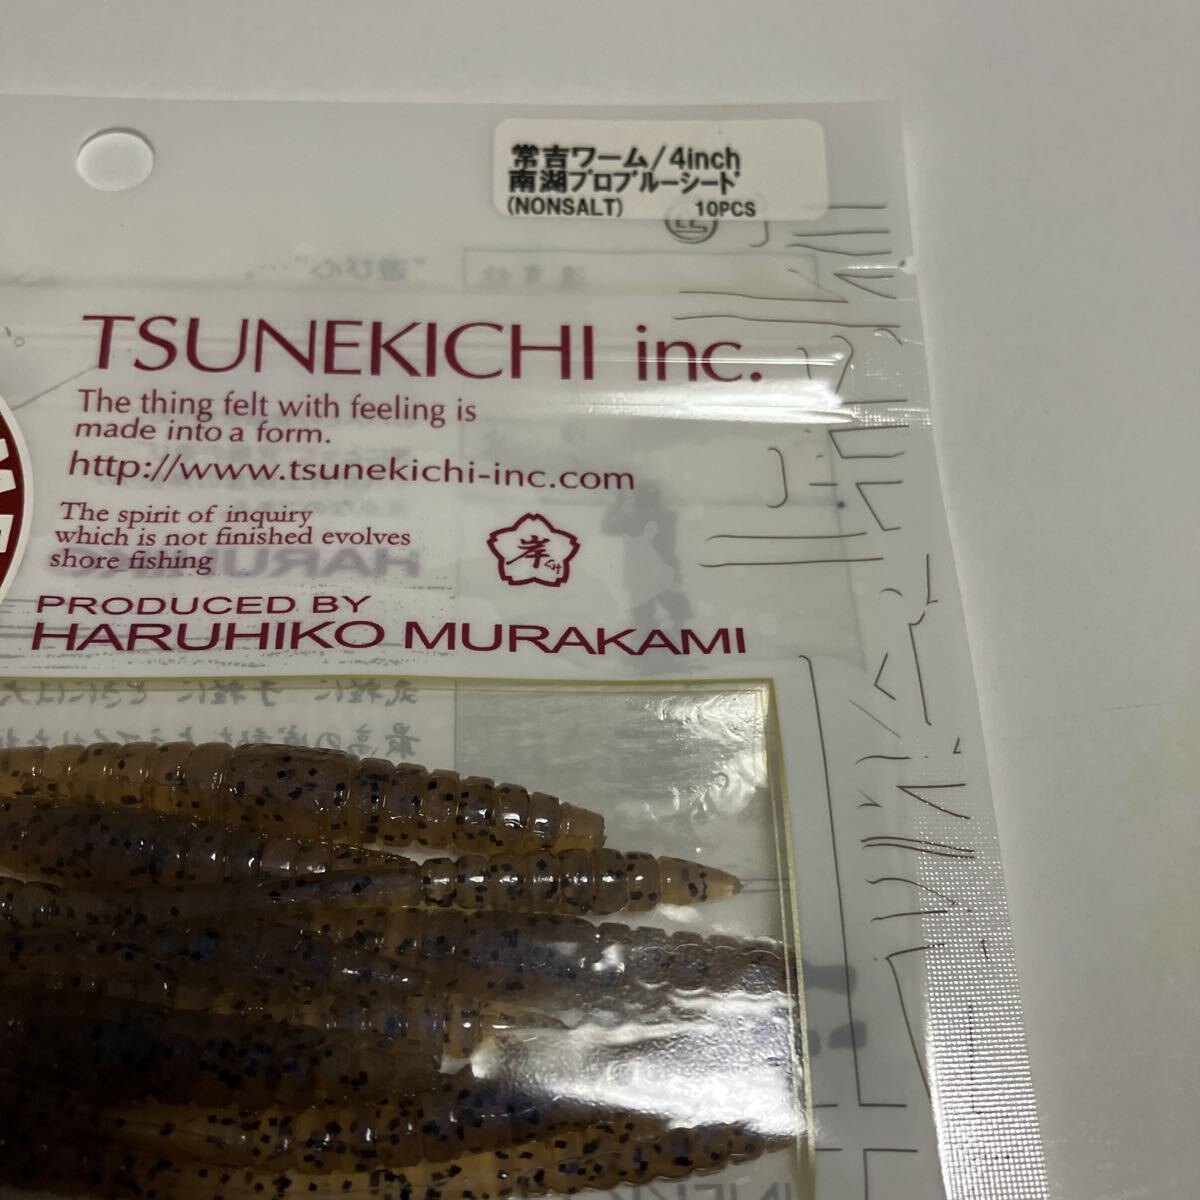 常吉ワーム/4inch
南湖プロブルーシード
(NONSALT) 10PCS
TSUNEKICHI inc.
The thing felt with feeling is
made into a form.
http://www.tsunekichi-inc.com
The spirit of inquiry
which is not finished evolves
shore fishing
岸
PRODUCED BY
HARUHIKO MURAKAMI